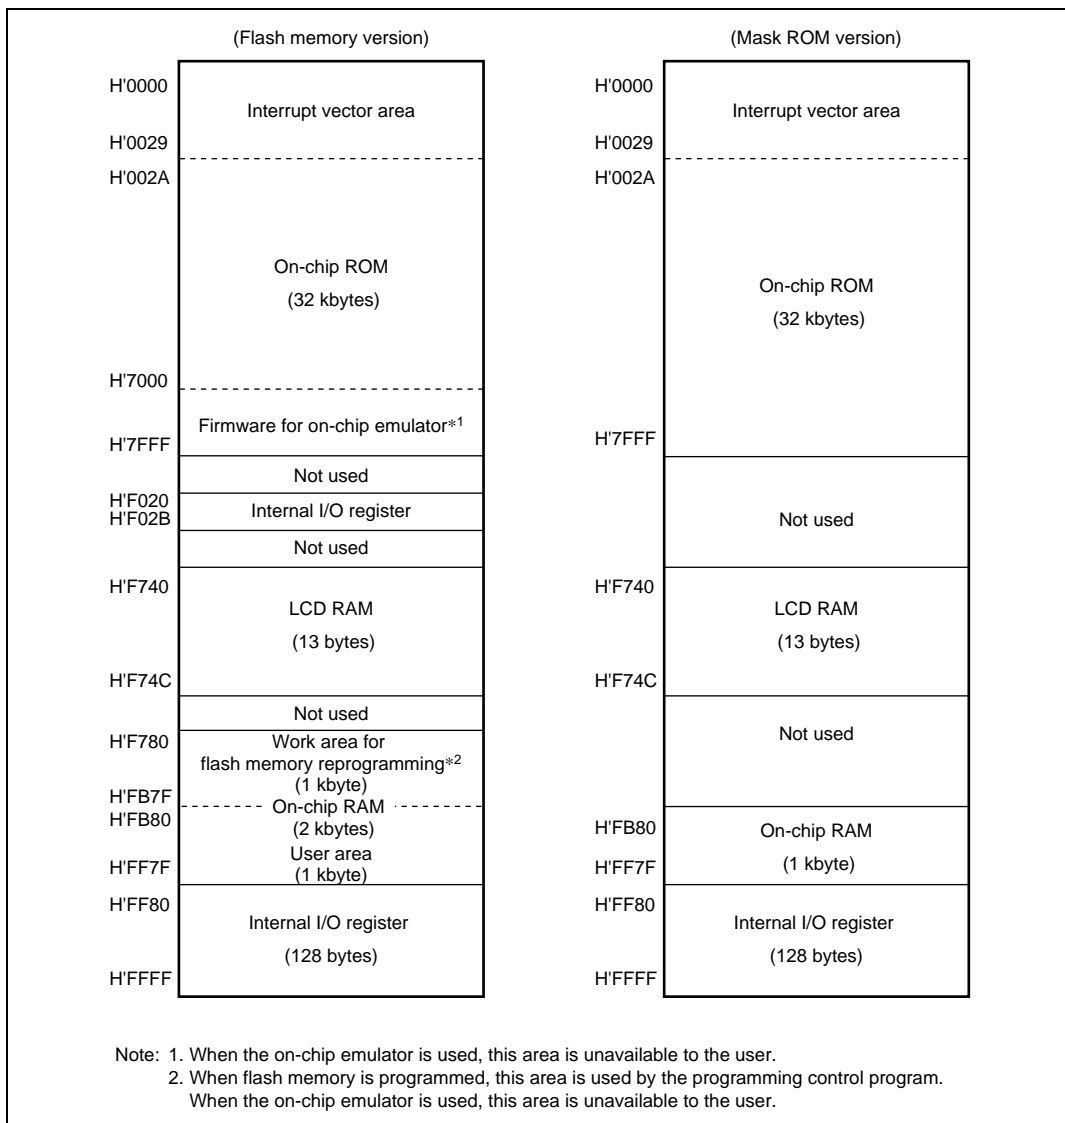 (Flash memory version)
H'0000
Interrupt vector area
H'0029
H'002A
On-chip ROM
(32 kbytes)
H'7000
Firmware for on-chip emulator*1
H'7FFF
Not used
H'F020
H'F02B
Internal I/O register
Not used
H'F740
LCD RAM
(13 bytes)
H'F74C
Not used
H'F780
Work area for
flash memory reprogramming*2
(1 kbyte)
H'FB7F
On-chip RAM
H'FB80
(2 kbytes)
User area
H'FF7F
(1 kbyte)
H'FF80
Internal I/O register
(128 bytes)
H'FFFF
(Mask ROM version)
H'0000
Interrupt vector area
H'0029
H'002A
On-chip ROM
(32 kbytes)
H'7FFF
Not used
H'F740
LCD RAM
(13 bytes)
H'F74C
Not used
H'FB80
On-chip RAM
H'FF7F
(1 kbyte)
H'FF80
Internal I/O register
(128 bytes)
H'FFFF
Note: 1. When the on-chip emulator is used, this area is unavailable to the user.
2. When flash memory is programmed, this area is used by the programming control program.
When the on-chip emulator is used, this area is unavailable to the user.